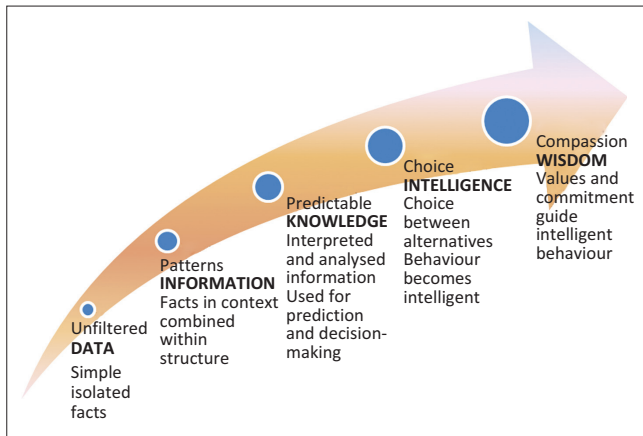 Unfiltered
DATA
Simple
isolated
facts
Patterns
INFORMATION
Facts in context
combined
within
structure
Predictable
KNOWLEDGE
Interpreted
and analysed
information
Used for
prediction
and decision-
making
Choice
INTELLIGENCE
Choice
between
alternatives
Behaviour
becomes
intelligent
Compassion
WISDOM
Values and
commitment
guide
intelligent
behaviour